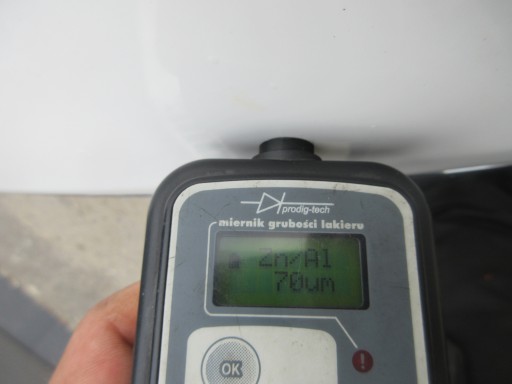 prodig-tech
miernik grubości lakieru
Zn/Al
70um
OK